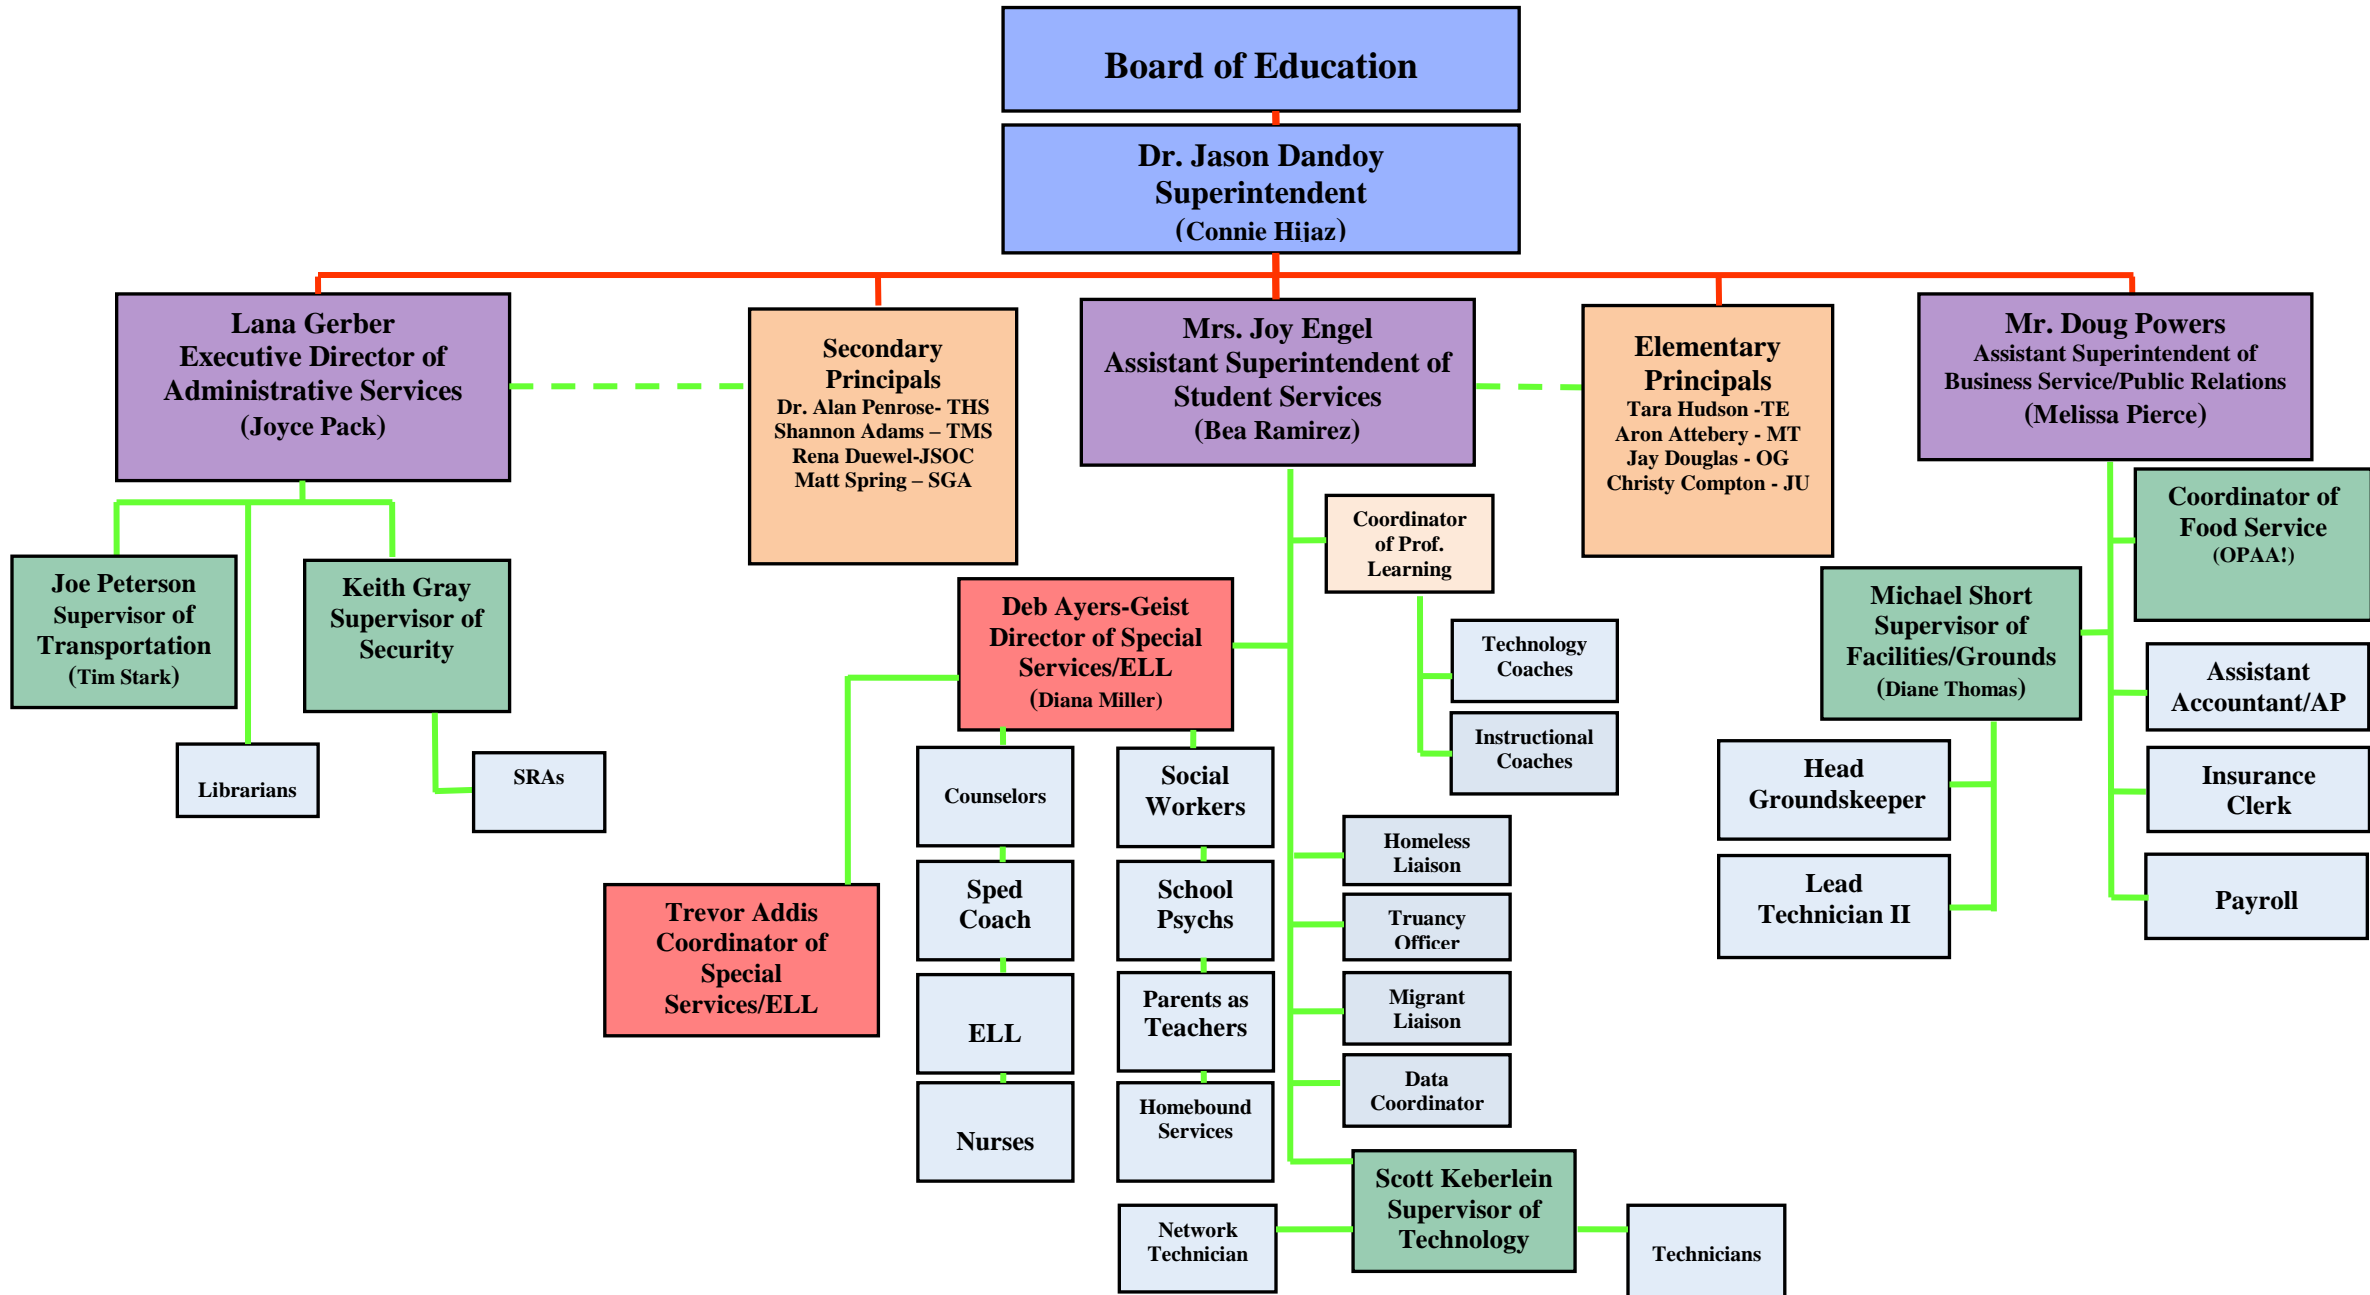 Board of Education
Dr. Jason Dandoy
Superintendent
(Connie Hijaz)
Lana Gerber
Executive Director of
Administrative Services
(Joyce Pack)
Secondary
Principals
Dr. Alan Penrose- THS
Shannon Adams – TMS
Rena Duewel-JSOC
Matt Spring – SGA
Mrs. Joy Engel
Assistant Superintendent of
Student Services
(Bea Ramirez)
Elementary
Principals
Tara Hudson -TE
Aron Attebery - MT
Jay Douglas - OG
Christy Compton - JU
Mr. Doug Powers
Assistant Superintendent of
Business Service/Public Relations
(Melissa Pierce)
Joe Peterson
Supervisor of
Transportation
(Tim Stark)
Keith Gray
Supervisor of
Security
Librarians
SRAs
Deb Ayers-Geist
Director of Special
Services/ELL
(Diana Miller)
Trevor Addis
Coordinator of
Special
Services/ELL
Counselors
Sped
Coach
ELL
Nurses
Social
Workers
School
Psychs
Parents as
Teachers
Homebound
Services
Coordinator
of Prof.
Learning
Technology
Coaches
Instructional
Coaches
Homeless
Liaison
Truancy
Officer
Migrant
Liaison
Data
Coordinator
Scott Keberlein
Supervisor of
Technology
Network
Technician
Technicians
Coordinator of
Food Service
(OPAA!)
Michael Short
Supervisor of
Facilities/Grounds
(Diane Thomas)
Head
Groundskeeper
Lead
Technician II
Assistant
Accountant/AP
Insurance
Clerk
Payroll